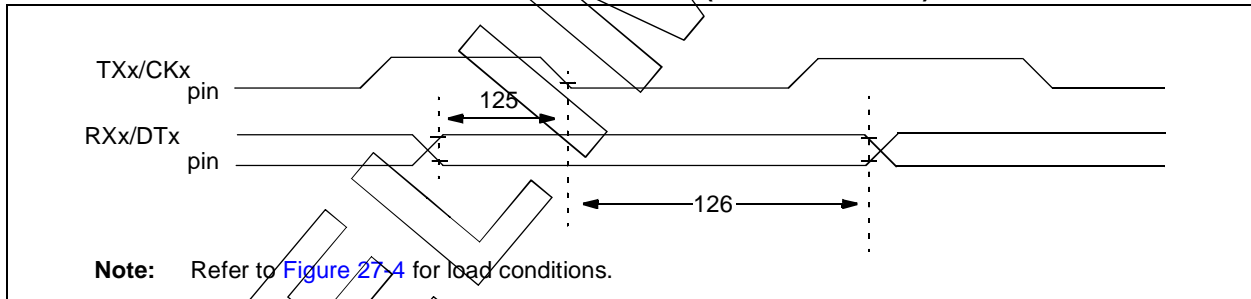 TXx/CKx
pin
125
RXx/DTx
pin
126
Note: Refer to Figure 27-4 for load conditions.